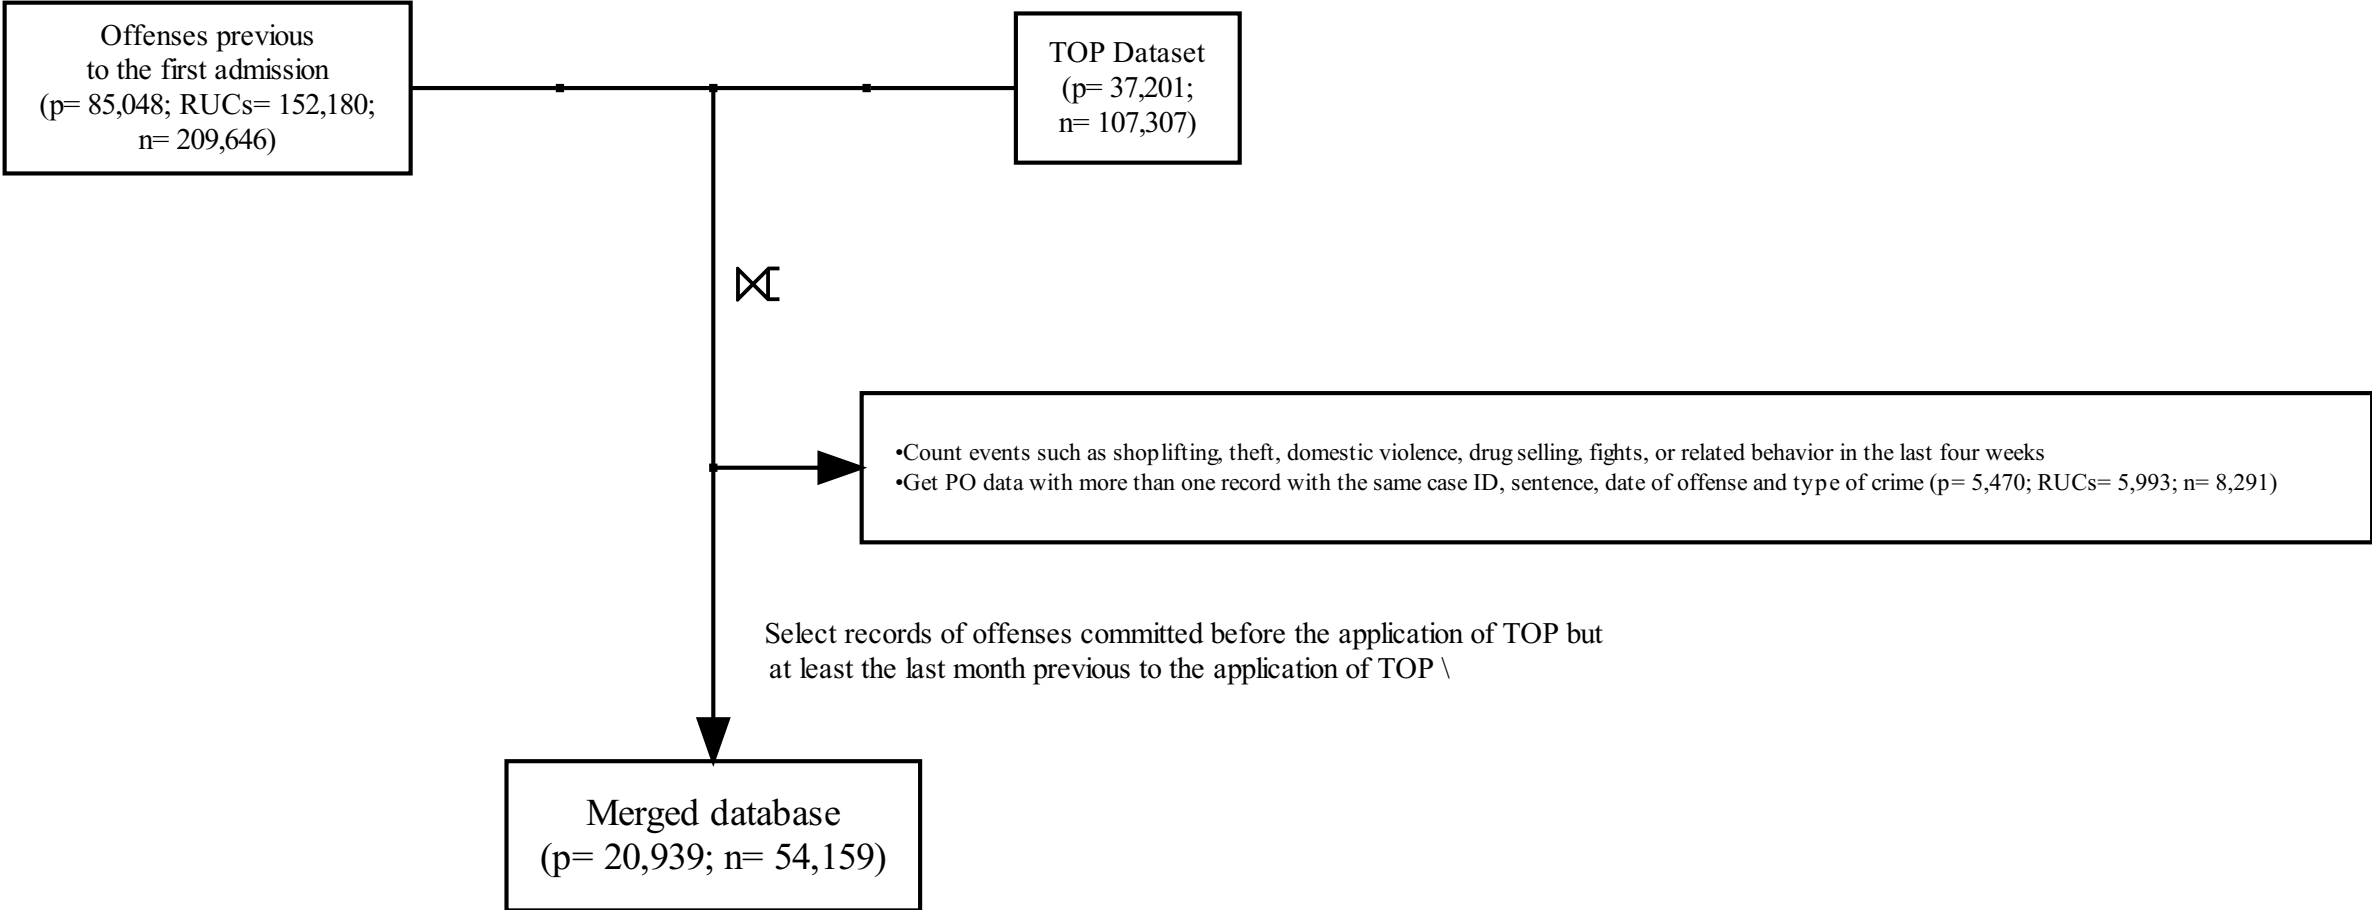 Offenses previous
to the first admission
(p= 85,048; RUCs= 152,180;
n= 209,646)
TOP Dataset
(p= 37,201;
n= 107,307)
⟕
•Count events such as shoplifting, theft, domestic violence, drug selling, fights, or related behavior in the last four weeks
•Get PO data with more than one record with the same case ID, sentence, date of offense and type of crime (p= 5,470; RUCs= 5,993; n= 8,291)
Select records of offenses committed before the application of TOP but
at least the last month previous to the application of TOP \
Merged database
(p= 20,939; n= 54,159)